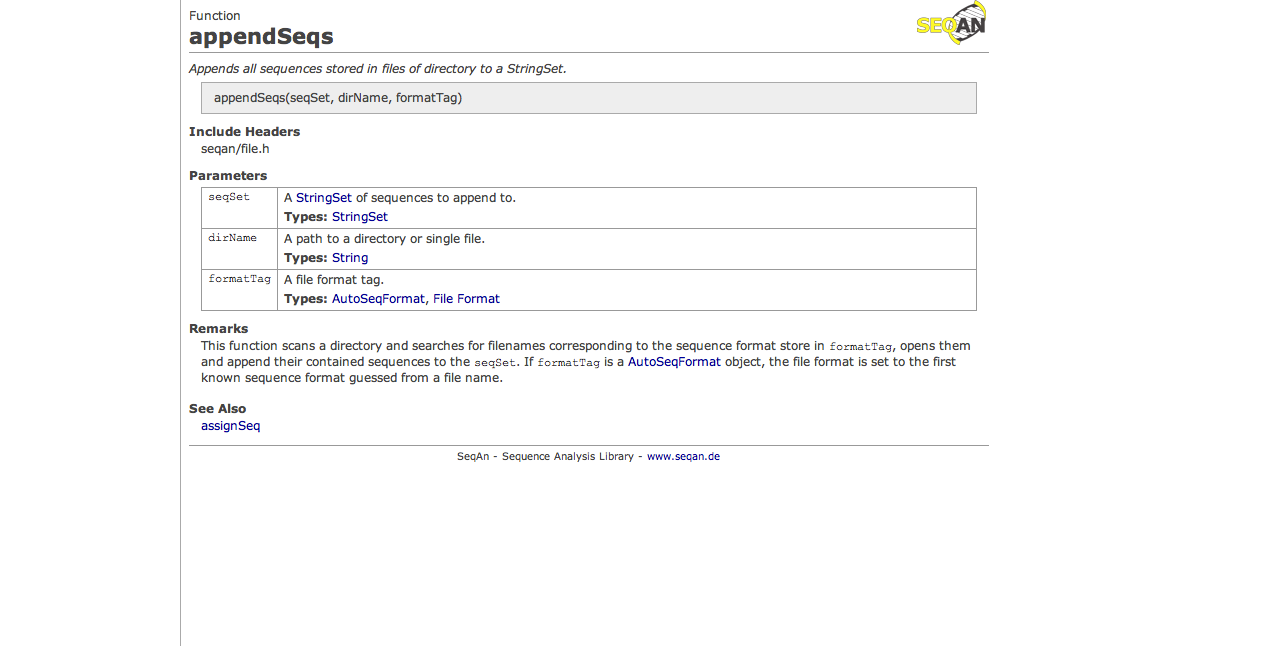 Function
SEQAN
appendSeqs
Appends all sequences stored in files of directory to a StringSet.
appendSeqs(seqSet, dirName, formatTag)
Include Headers
seqan/file.h
Parameters
seqSet A StringSet of sequences to append to.
Types: StringSet
dirName A path to a directory or single file.
Types: String
formatTag A file format tag.
Types: AutoSeqFormat, File Format
Remarks
This function scans a directory and searches for filenames corresponding to the sequence format store in formatTag, opens them
and append their contained sequences to the seqSet. If formatTag is a AutoSeqFormat object, the file format is set to the first
known sequence format guessed from a file name.
See Also
assignSeq
SeqAn - Sequence Analysis Library - www.seqan.de